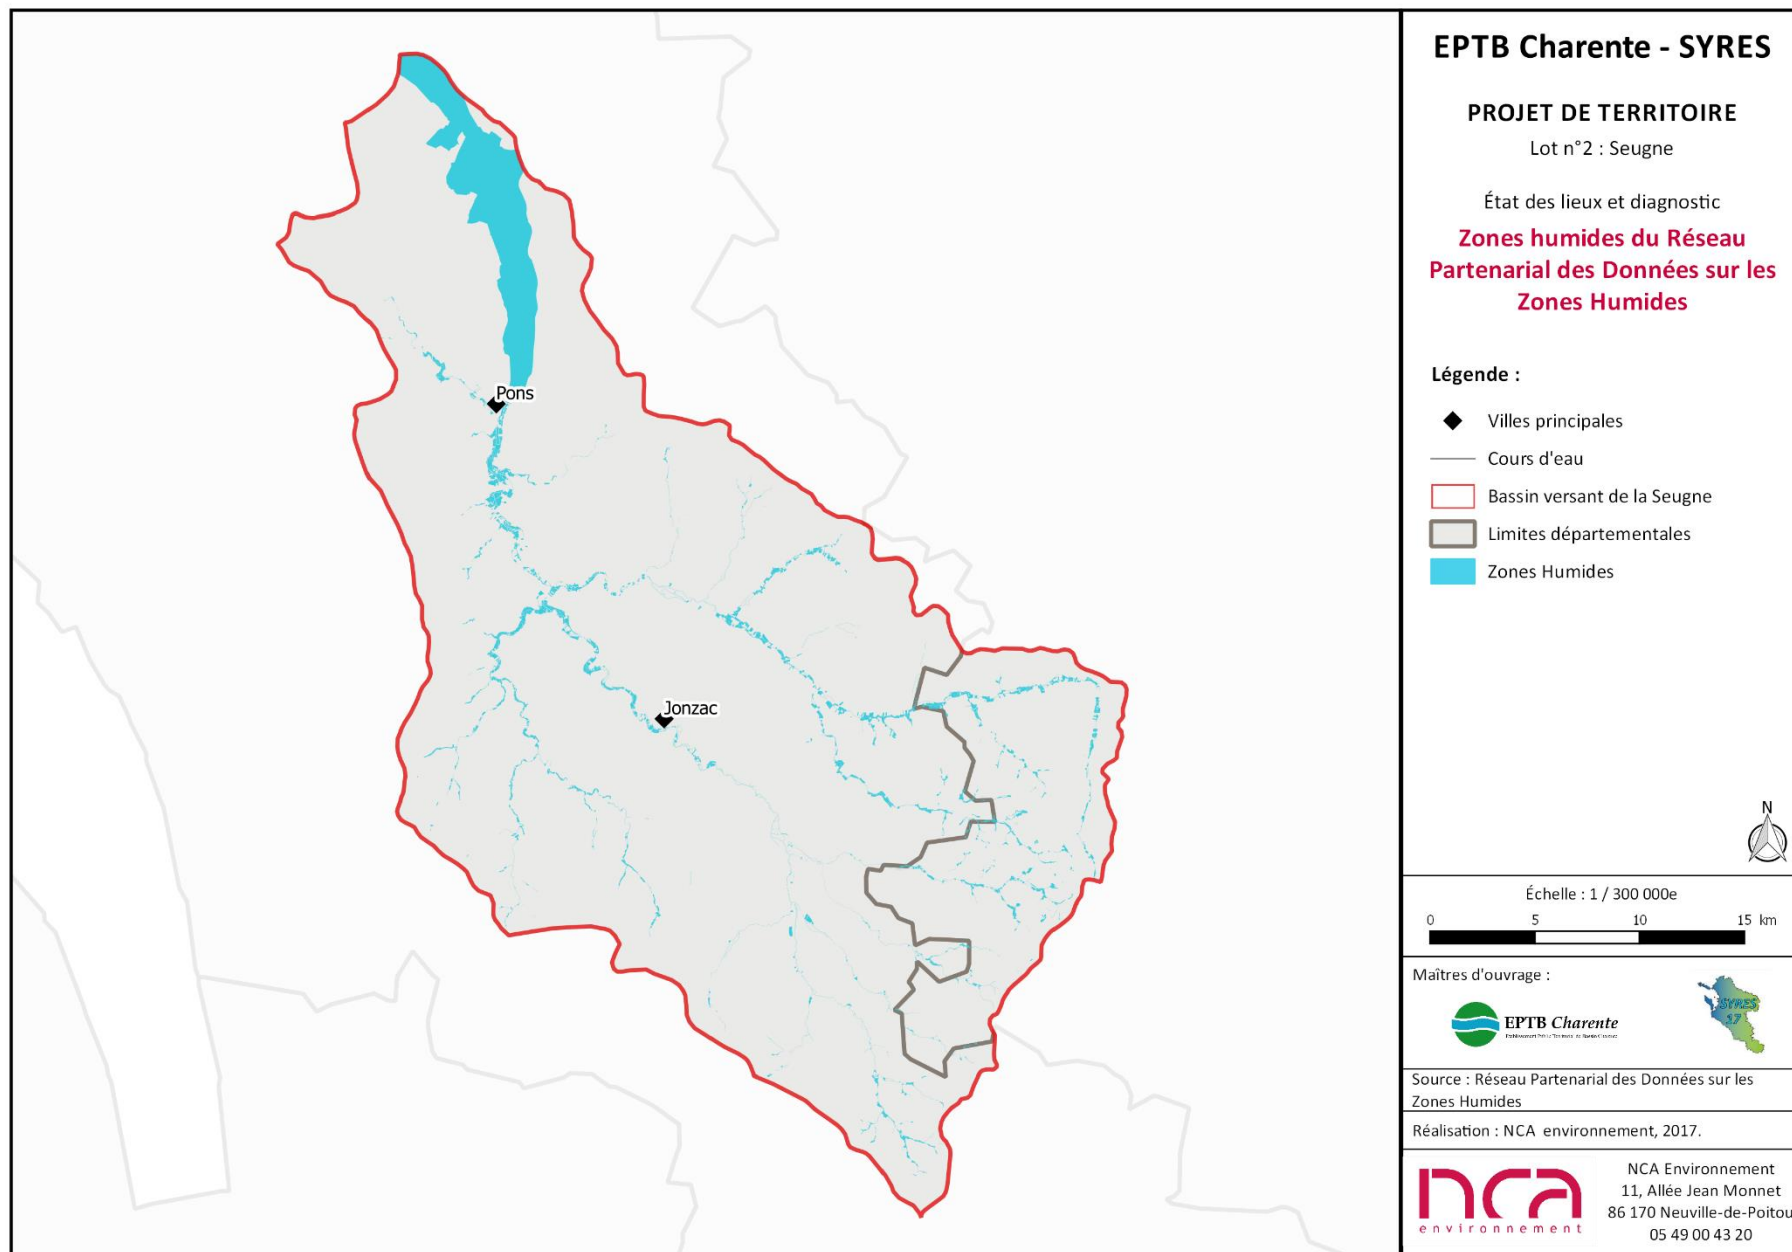 EPTB Charente - SYRES
PROJET DE TERRITOIRE
Lot n°2 : Seugne
État des lieux et diagnostic
Zones humides du Réseau
Partenarial des Données sur les
Zones Humides
Légende :
Villes principales
Cours d'eau
Bassin versant de la Seugne
Limites départementales
Zones Humides
Pons
Jonzac
N
Échelle : 1 / 300 000e
0 5 10 15 km
Maîtres d'ouvrage :
EPTB Charente
SYRES
17
Source : Réseau Partenarial des Données sur les
Zones Humides
Réalisation : NCA environnement, 2017.
nca
environnement
NCA Environnement
11, Allée Jean Monnet
86 170 Neuville-de-Poitou
05 49 00 43 20